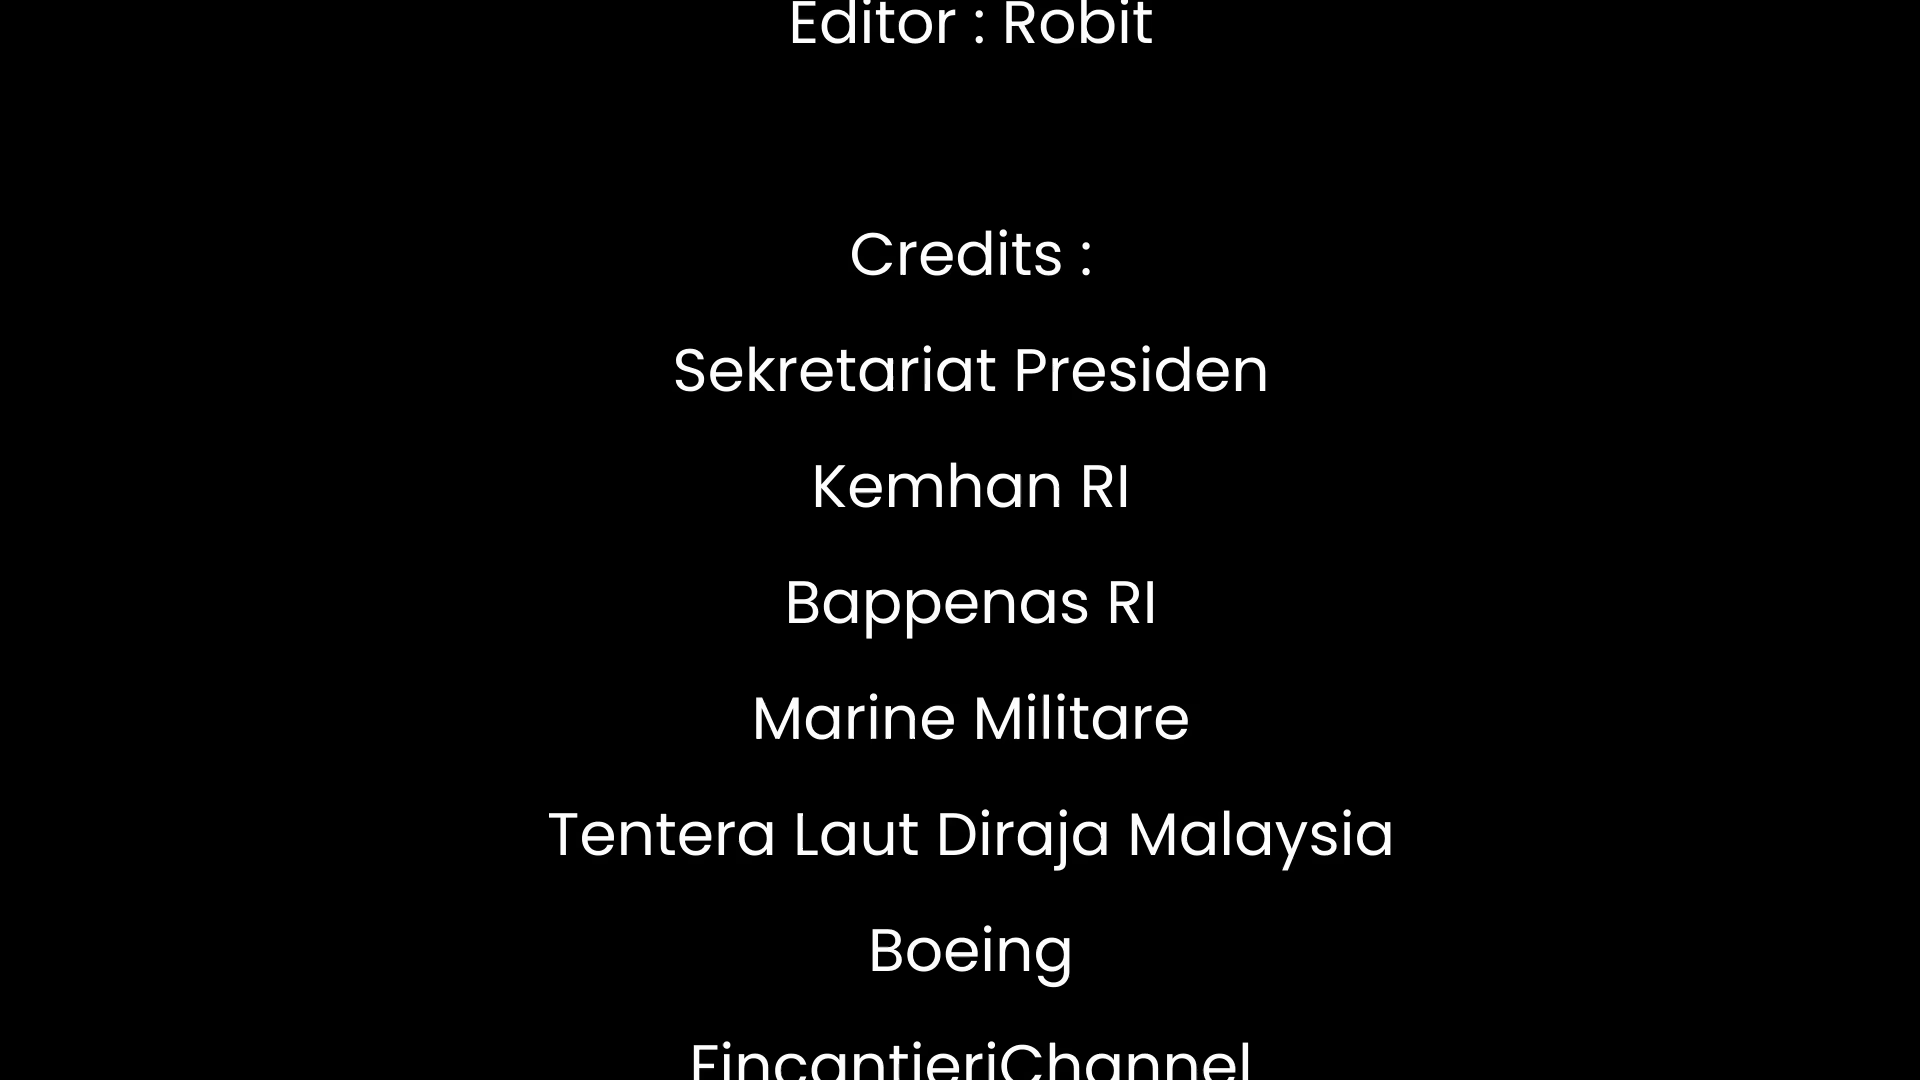 Editor : Robit
Credits :
Sekretariat Presiden
Kemhan RI
Bappenas RI
Marine Militare
Tentera Laut Diraja Malaysia
Boeing
FincantieriChannel